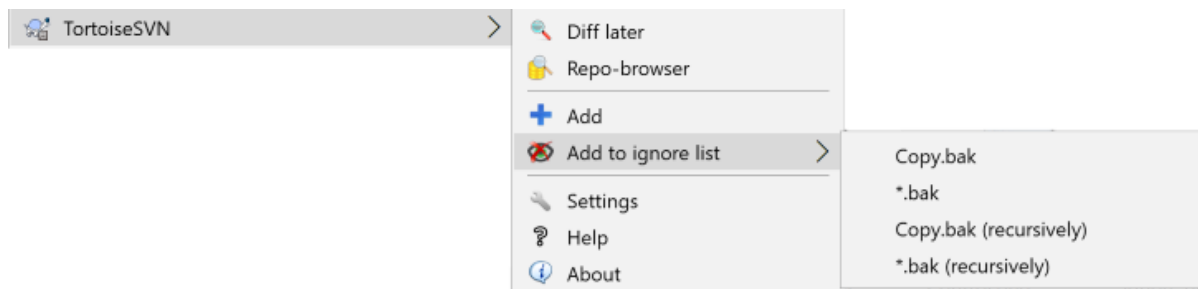 TortoiseSVN
Diff later
Repo-browser
Add
Add to ignore list
Copy.bak
*.bak
Copy.bak (recursively)
*.bak (recursively)
Settings
Help
About